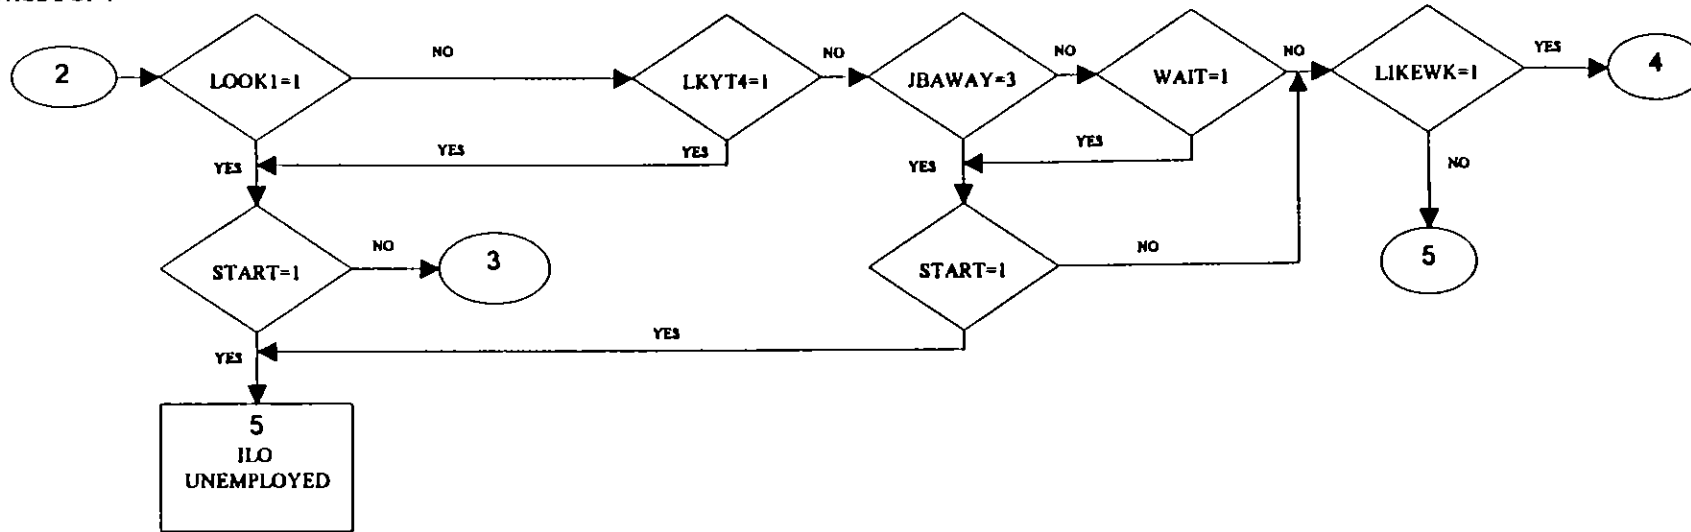 2
LOOK1=1
NO
LKYT4=1
NO
JBAWAY=3
NO
WAIT=1
NO
LIKEWK=1
YES
4
YES
YES
YES
YES
YES
NO
START=1
NO
3
START=1
NO
5
YES
YES
5
ILO
UNEMPLOYED